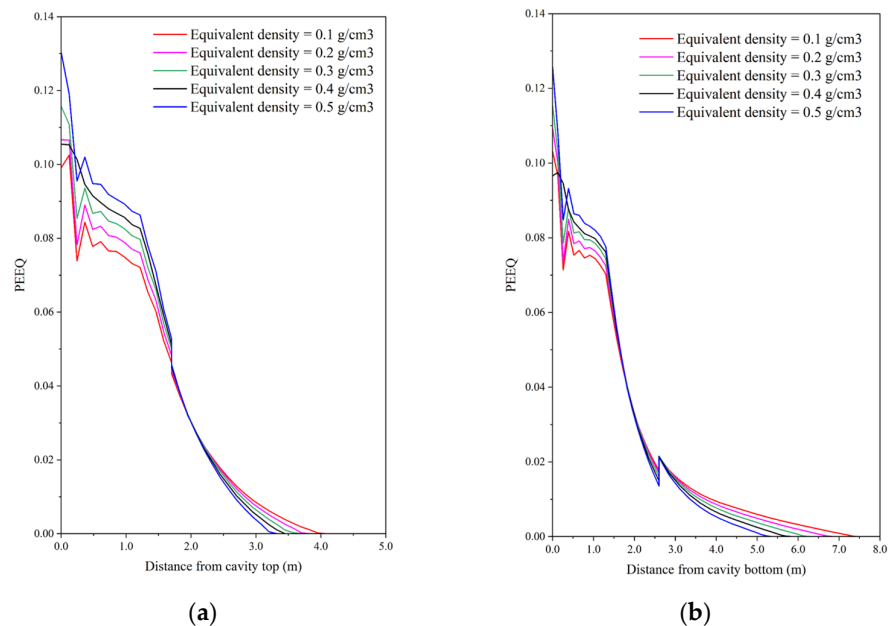 0.14
0.12
0.10
0.08
0.06
0.04
0.02
0.00
PEEQ
Equivalent density = 0.1 g/cm3
Equivalent density = 0.2 g/cm3
Equivalent density = 0.3 g/cm3
Equivalent density = 0.4 g/cm3
Equivalent density = 0.5 g/cm3
0.0 1.0 2.0 3.0 4.0 5.0
Distance from cavity top (m)
(a)
0.14
0.12
0.10
0.08
0.06
0.04
0.02
0.00
PEEQ
Equivalent density = 0.1 g/cm3
Equivalent density = 0.2 g/cm3
Equivalent density = 0.3 g/cm3
Equivalent density = 0.4 g/cm3
Equivalent density = 0.5 g/cm3
0.0 1.0 2.0 3.0 4.0 5.0 6.0 7.0 8.0
Distance from cavity bottom (m)
(b)